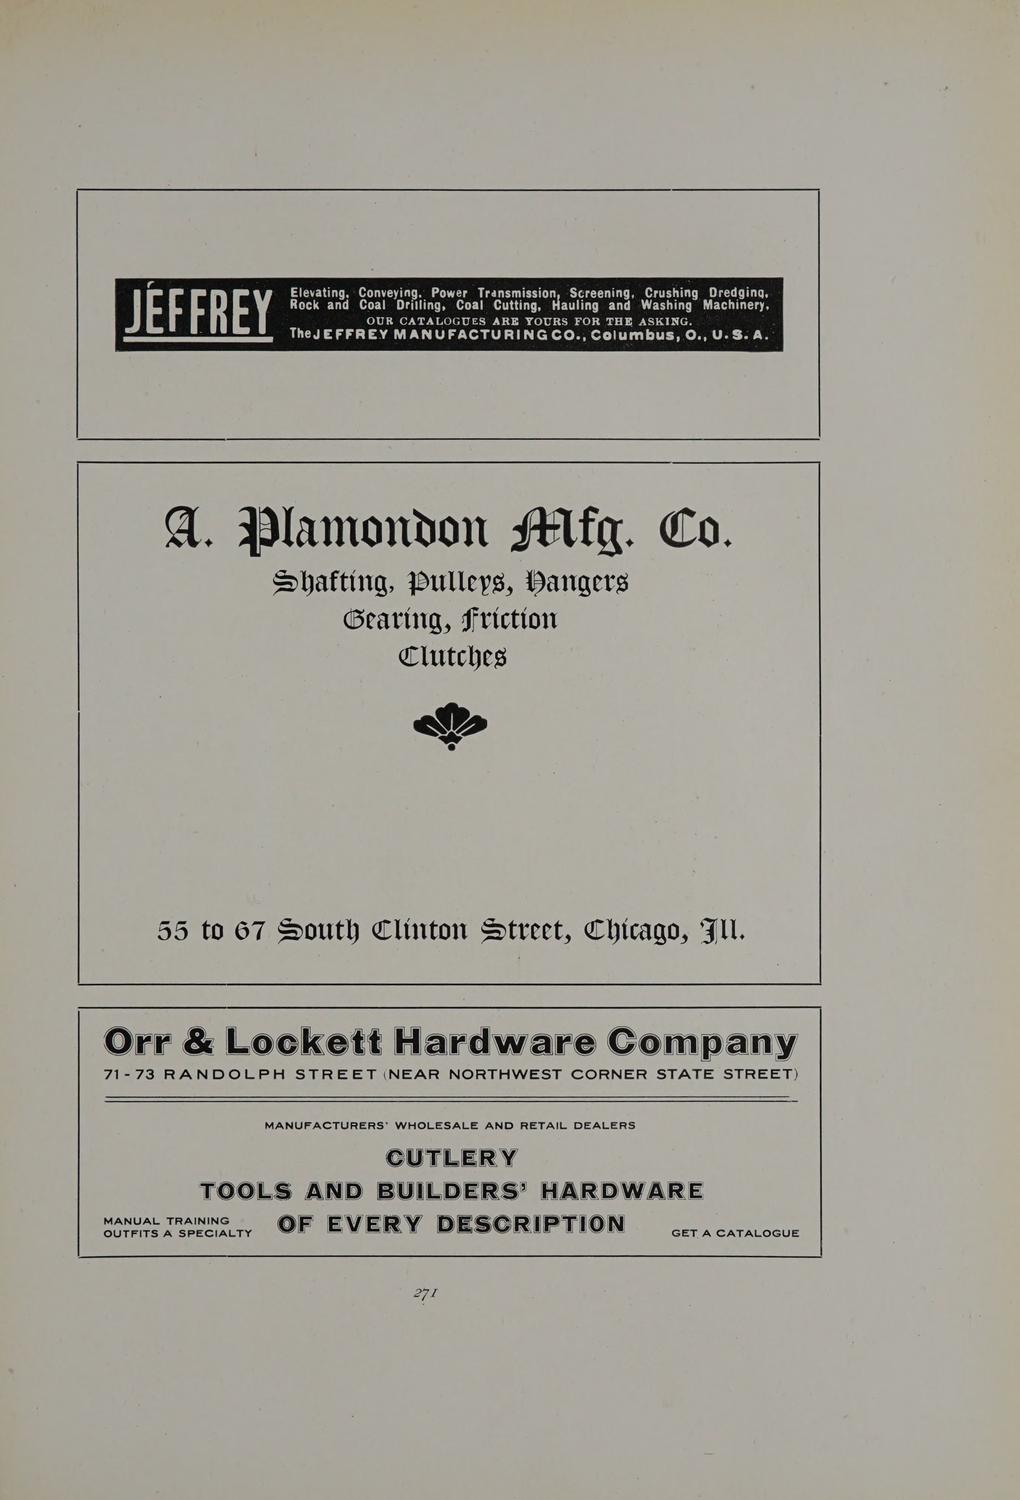 JEFFREY
Elevating, Conveying, Power Transmission, Screening, Crushing Dredging,
Rock and Coal Drilling, Coal Cutting, Hauling and Washing Machinery,
OUR CATALOGUES ARE YOURS FOR THE ASKING.
The JEFFREY MANUFACTURING CO., Columbus, O., U. S. A.
A. Plamondon Mfg. Co.
Shafting, Pulleys, Hangers
Gearing, Friction
Clutches
55 to 67 South Clinton Street, Chicago, Ill.
Orr & Lockett Hardware Company
71-73 RANDOLPH STREET (NEAR NORTHWEST CORNER STATE STREET)
MANUFACTURERS' WHOLESALE AND RETAIL DEALERS
CUTLERY
TOOLS AND BUILDERS' HARDWARE
OF EVERY DESCRIPTION
MANUAL TRAINING
OUTFITS A SPECIALTY
GET A CATALOGUE
271